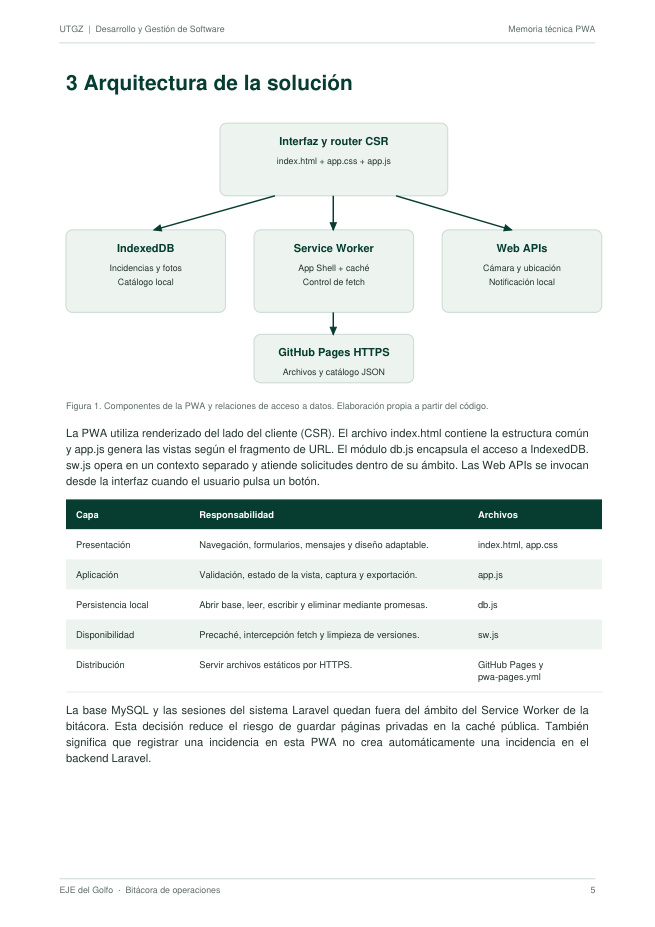 UTGZ | Desarrollo y Gestión de Software
Memoria técnica PWA
3 Arquitectura de la solución
Interfaz y router CSR
index.html + app.css + app.js
IndexedDB
Incidencias y fotos
Catálogo local
Service Worker
App Shell + caché
Control de fetch
Web APIs
Cámara y ubicación
Notificación local
GitHub Pages HTTPS
Archivos y catálogo JSON
Figura 1. Componentes de la PWA y relaciones de acceso a datos. Elaboración propia a partir del código.
La PWA utiliza renderizado del lado del cliente (CSR). El archivo index.html contiene la estructura común
y app.js genera las vistas según el fragmento de URL. El módulo db.js encapsula el acceso a IndexedDB.
sw.js opera en un contexto separado y atiende solicitudes dentro de su ámbito. Las Web APIs se invocan
desde la interfaz cuando el usuario pulsa un botón.
Capa Responsabilidad Archivos
Presentación Navegación, formularios, mensajes y diseño adaptable. index.html, app.css
Aplicación Validación, estado de la vista, captura y exportación. app.js
Persistencia local Abrir base, leer, escribir y eliminar mediante promesas. db.js
Disponibilidad Precaché, intercepción fetch y limpieza de versiones. sw.js
Distribución Servir archivos estáticos por HTTPS. GitHub Pages y
pwa-pages.yml
La base MySQL y las sesiones del sistema Laravel quedan fuera del ámbito del Service Worker de la
bitácora. Esta decisión reduce el riesgo de guardar páginas privadas en la caché pública. También
significa que registrar una incidencia en esta PWA no crea automáticamente una incidencia en el
backend Laravel.
EJE del Golfo · Bitácora de operaciones
5